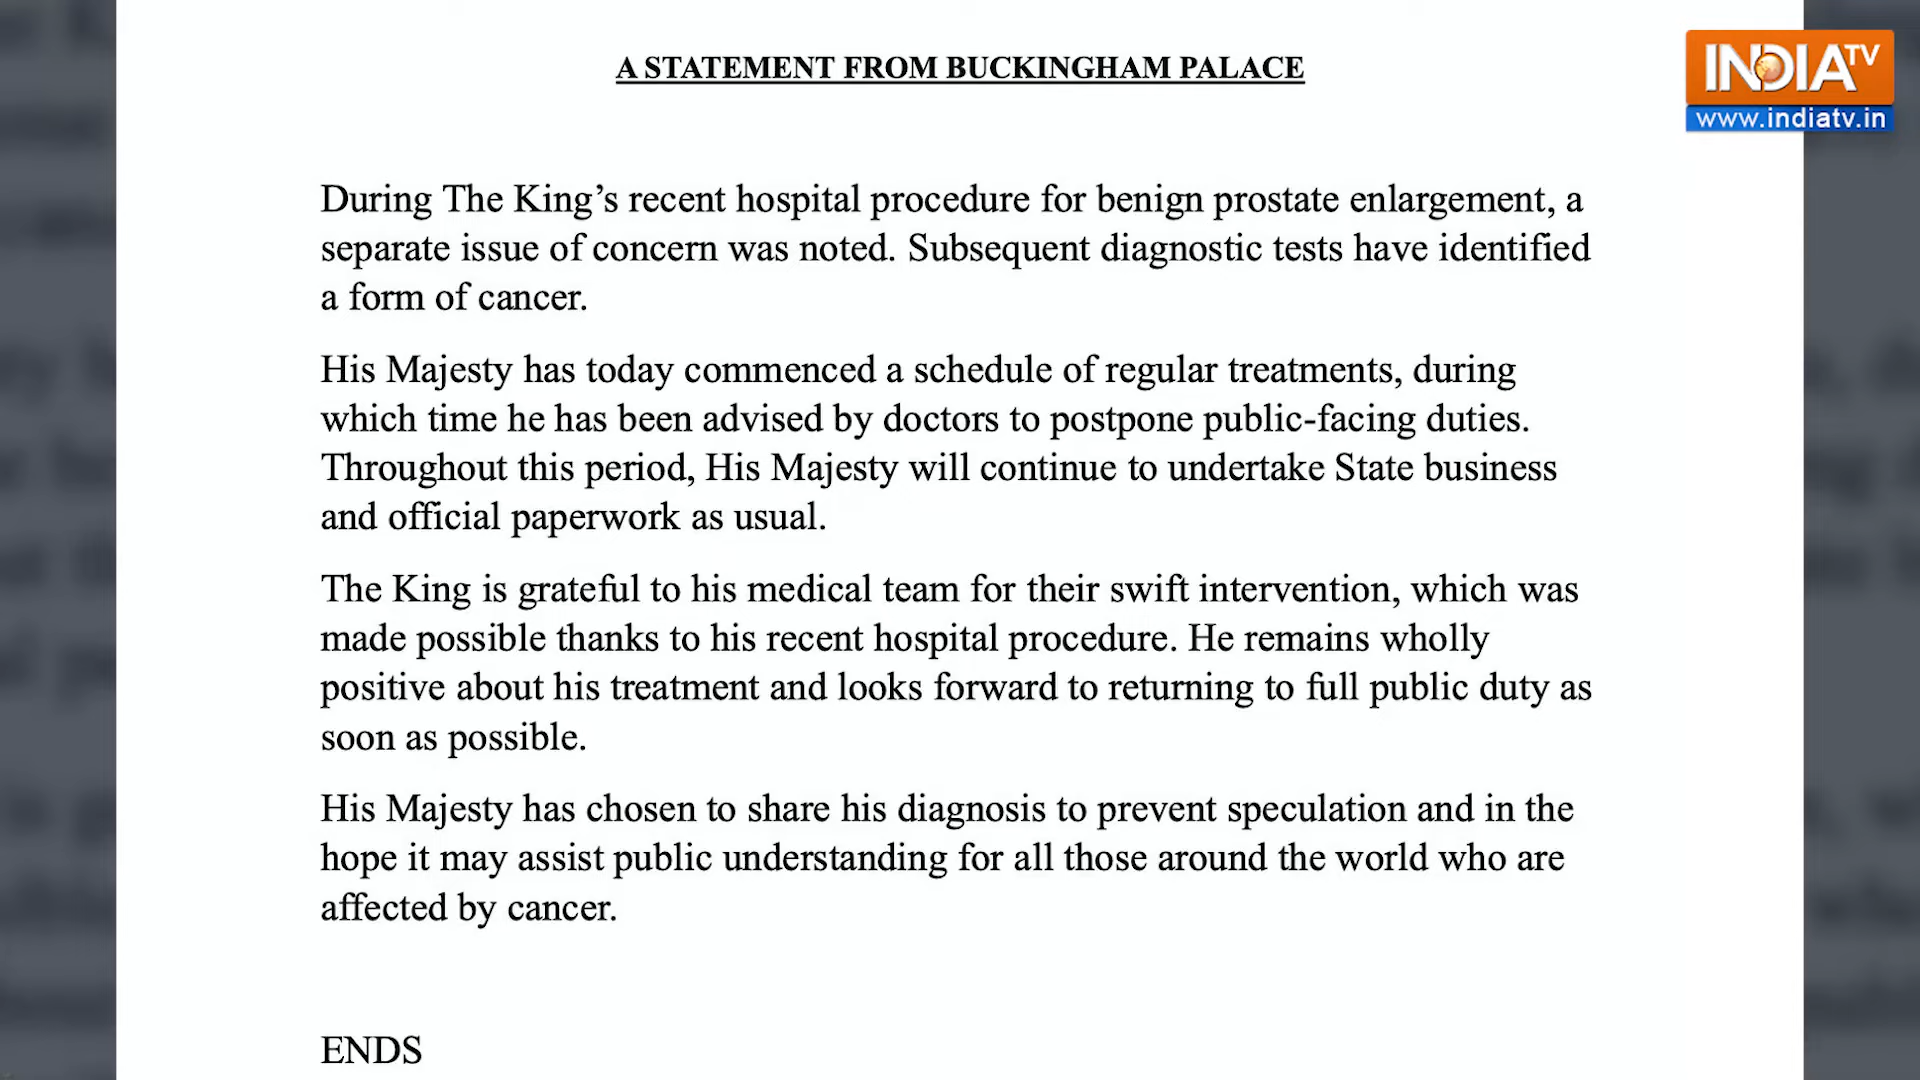 A STATEMENT FROM BUCKINGHAM PALACE
INDIA TV
www.indiatv.in
During The King’s recent hospital procedure for benign prostate enlargement, a
separate issue of concern was noted. Subsequent diagnostic tests have identified
a form of cancer.
His Majesty has today commenced a schedule of regular treatments, during
which time he has been advised by doctors to postpone public-facing duties.
Throughout this period, His Majesty will continue to undertake State business
and official paperwork as usual.
The King is grateful to his medical team for their swift intervention, which was
made possible thanks to his recent hospital procedure. He remains wholly
positive about his treatment and looks forward to returning to full public duty as
soon as possible.
His Majesty has chosen to share his diagnosis to prevent speculation and in the
hope it may assist public understanding for all those around the world who are
affected by cancer.
ENDS